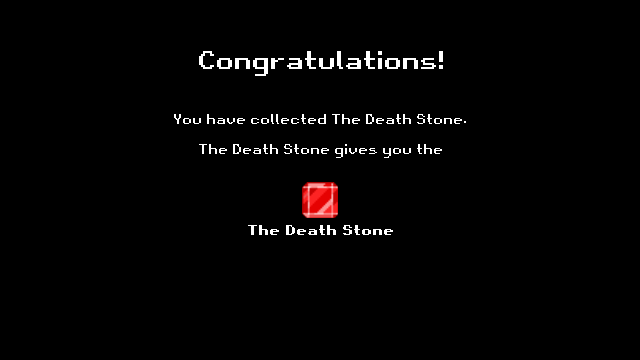 Congratulations!
You have collected The Death Stone.
The Death Stone gives you the
The Death Stone